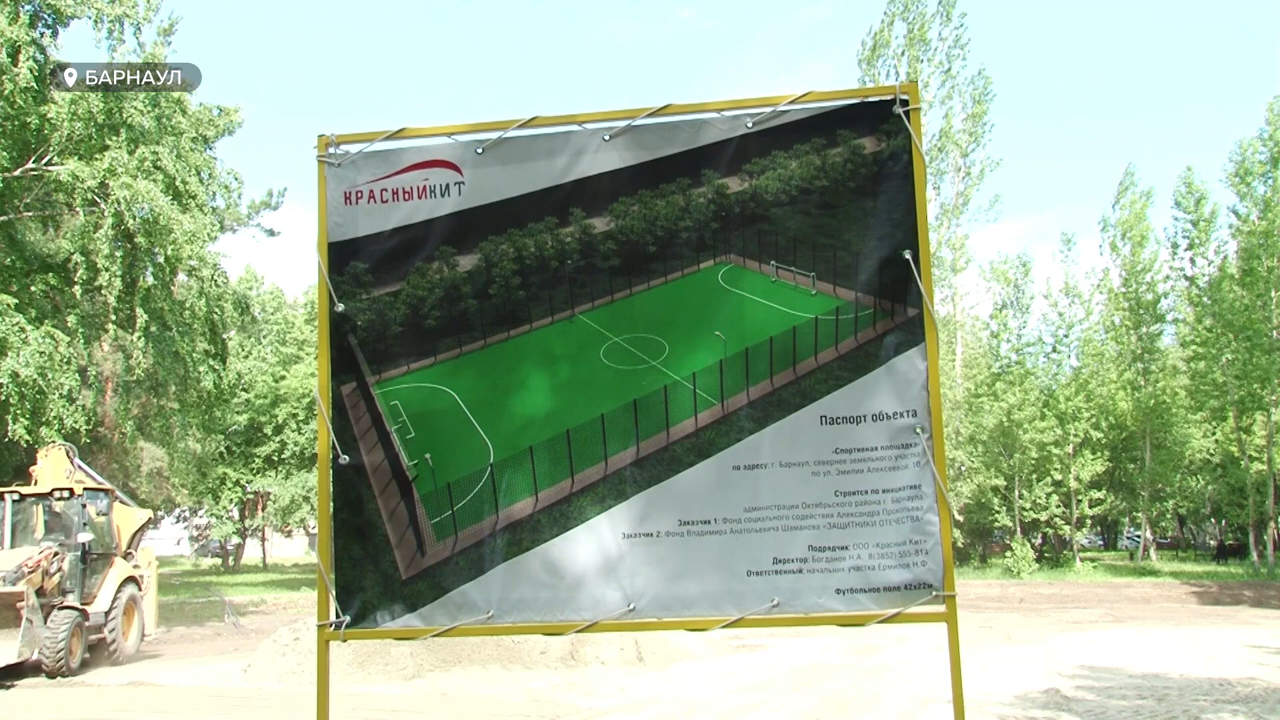 БАРНАУЛ
КРАСНЫЙКИТ
Паспорт объекта
«Спортивная площадка»
по адресу: г. Барнаул, севернее земельного участка
по ул. Эмилии Алексеевой, 10
Строится по инициативе
администрации Октябрьского района г. Барнаула
Заказчик 1: Фонд социального содействия Александра Прокопьева
Заказчик 2: Фонд Владимира Анатольевича Шаманова «ЗАЩИТНИКИ ОТЕЧЕСТВА»
Подрядчик: ООО «Красный Кит»
Директор: Богданов Н.А. 8(3852) 555-814
Ответственный: начальник участка Ермилов Н.Ф.
Футбольное поле 42х22м